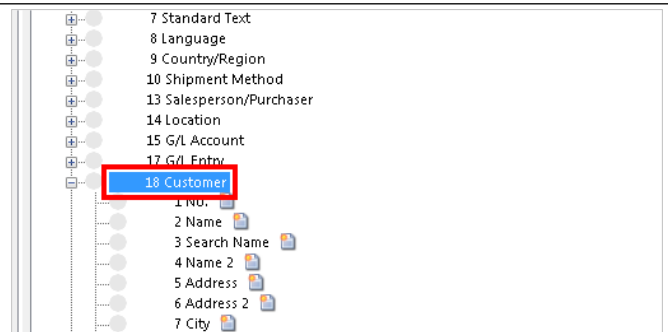 7 Standard Text
8 Language
9 Country/Region
10 Shipment Method
13 Salesperson/Purchaser
14 Location
15 G/L Account
17 G/L Entry
18 Customer
1 No.
2 Name
3 Search Name
4 Name 2
5 Address
6 Address 2
7 City